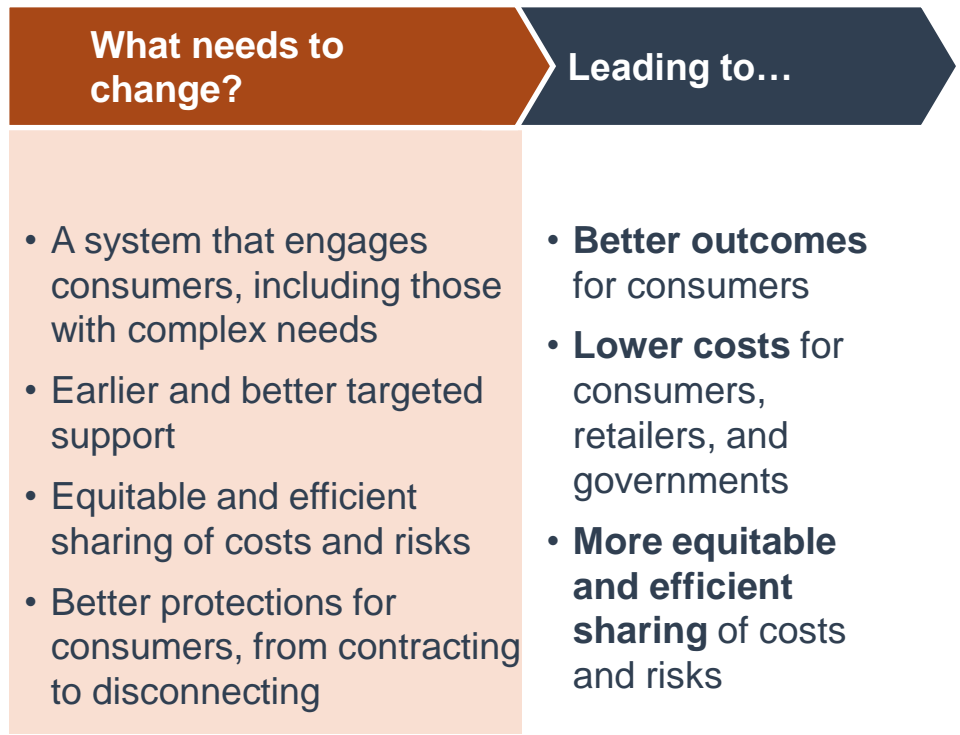 What needs to
change?
Leading to…
• A system that engages
consumers, including those
with complex needs
• Earlier and better targeted
support
• Equitable and efficient
sharing of costs and risks
• Better protections for
consumers, from contracting
to disconnecting
• Better outcomes
for consumers
• Lower costs for
consumers,
retailers, and
governments
• More equitable
and efficient
sharing of costs
and risks